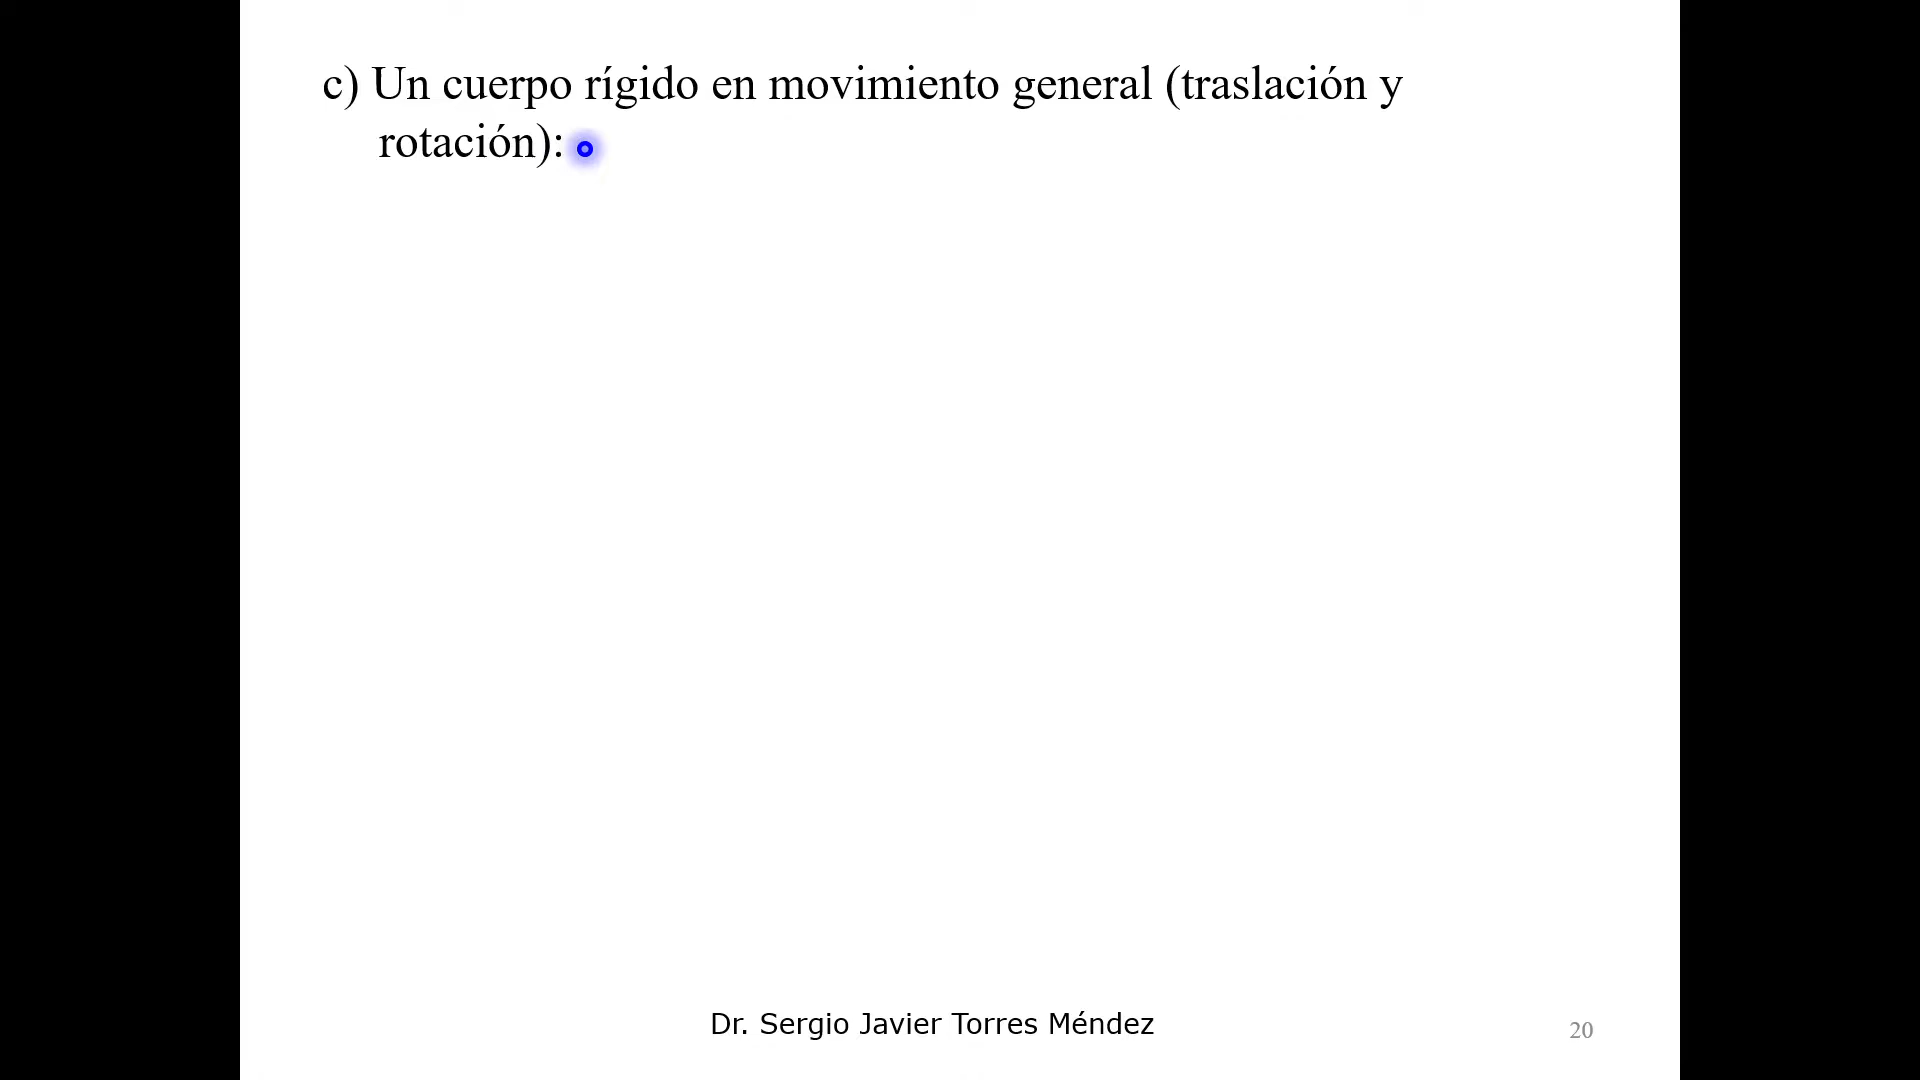 c) Un cuerpo rígido en movimiento general (traslación y
rotación):
Dr. Sergio Javier Torres Méndez
20